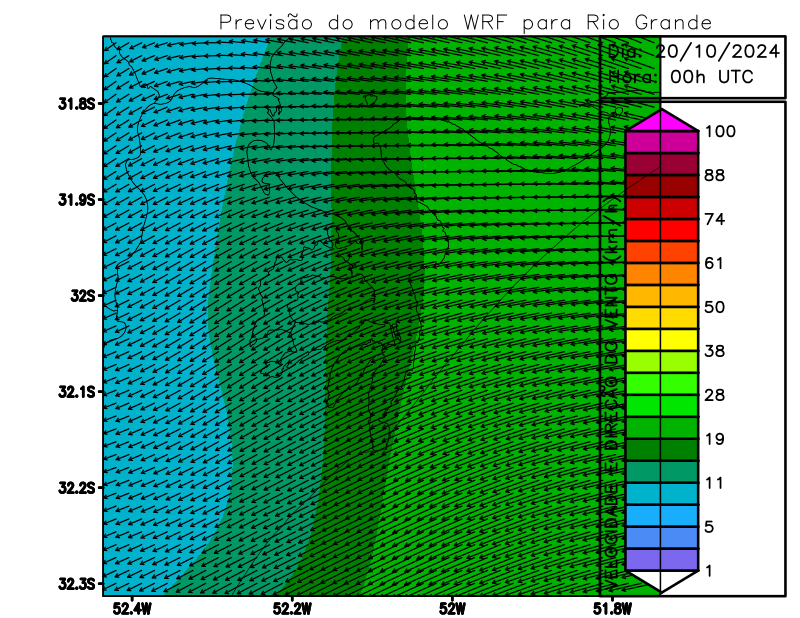 Previsão do modelo WRF para Rio Grande
Dia: 20/10/2024
Hora: 00h UTC
31.8S
31.9S
32S
32.1S
32.2S
32.3S
52.4W
52.2W
52W
51.8W
VELOCIDADE E DIREÇÃO DO VENTO (km/h)
100
88
74
61
50
38
28
19
11
5
1